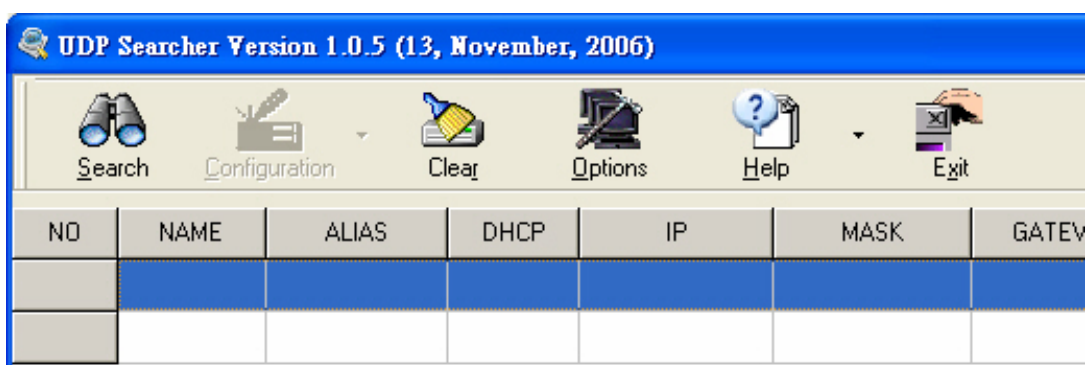 UDP Searcher Version 1.0.5 (13, November, 2006)
Search Configuration Clear Options Help Exit
NO NAME ALIAS DHCP IP MASK GATEW